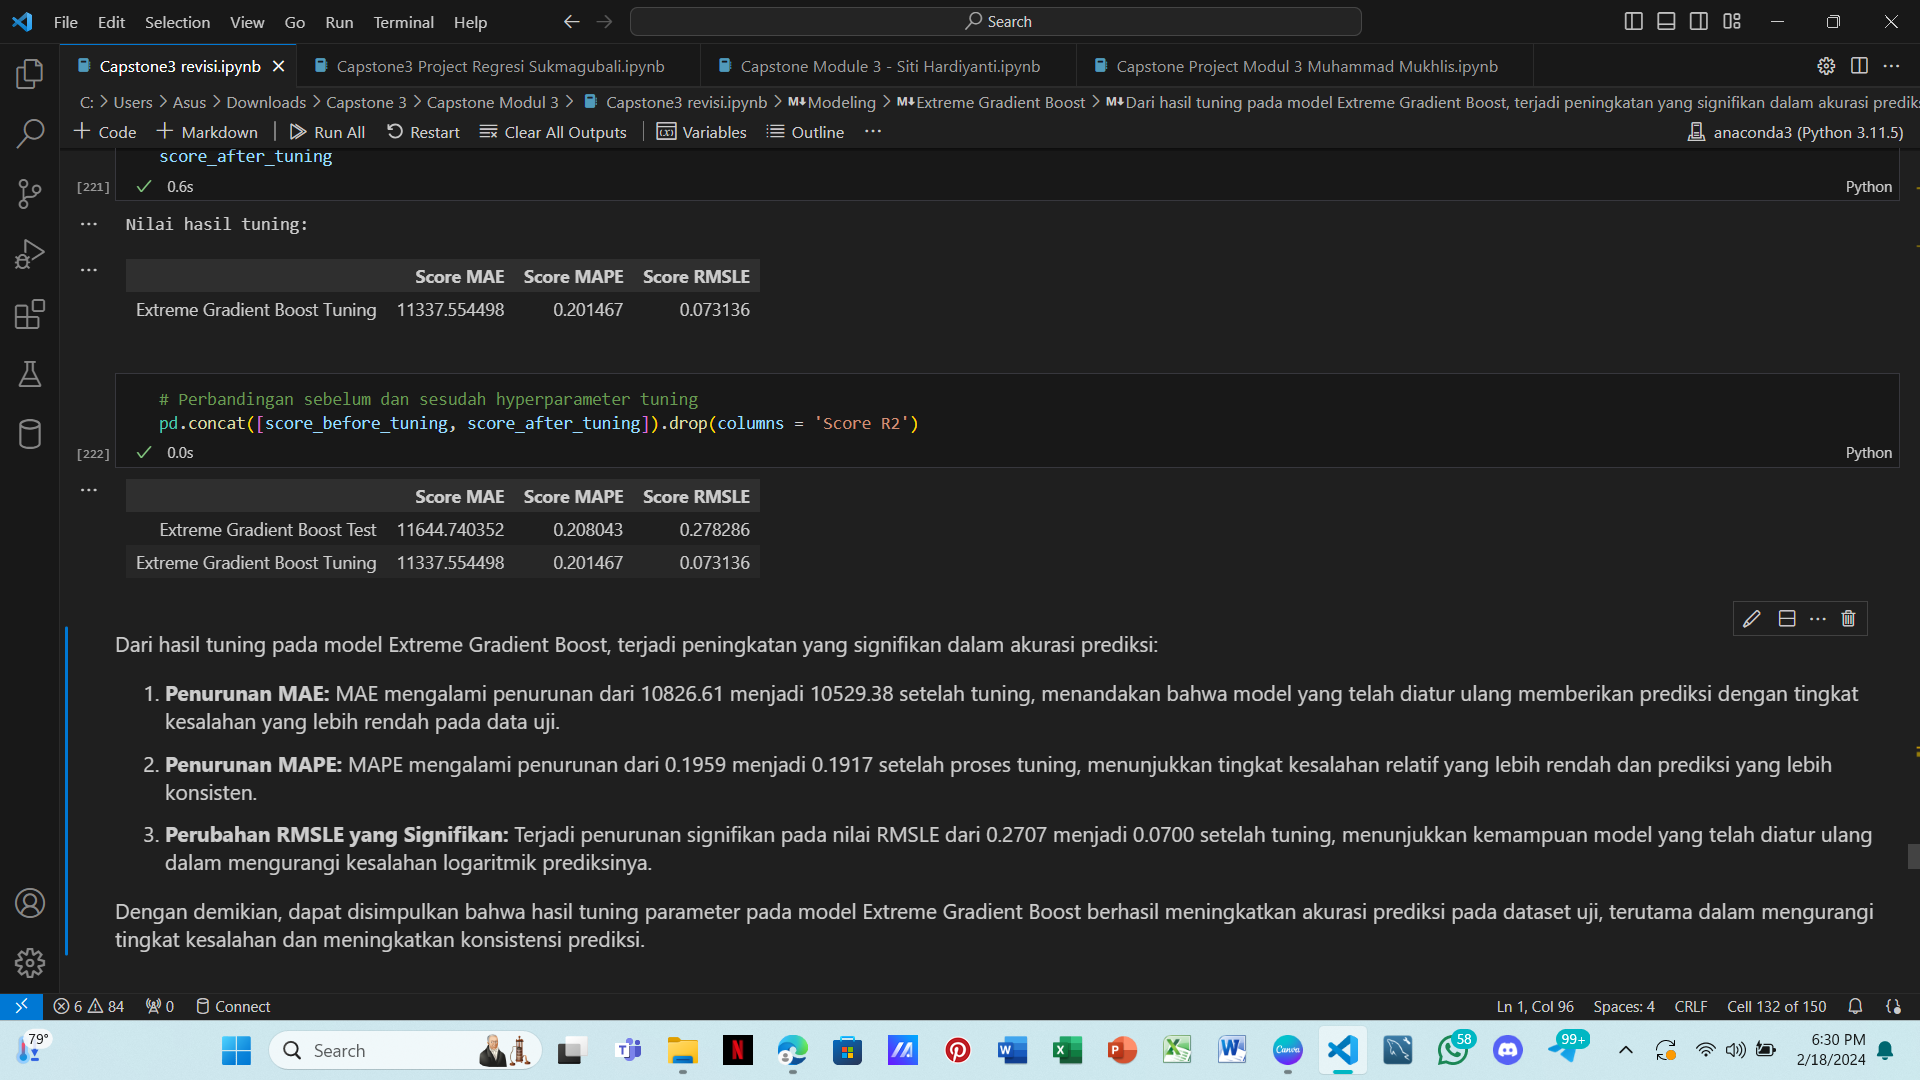 File Edit Selection View Go Run Terminal Help
Search
Capstone3 revisi.ipynb
Capstone3 Project Regresi Sukmagubali.ipynb
Capstone Module 3 - Siti Hardiyanti.ipynb
Capstone Project Modul 3 Muhammad Mukhlis.ipynb
C: > Users > Asus > Downloads > Capstone 3 > Capstone Modul 3 > Capstone3 revisi.ipynb > M↓Modeling > M↓Extreme Gradient Boost > M↓Dari hasil tuning pada model Extreme Gradient Boost, terjadi peningkatan yang signifikan dalam akurasi predik
+ Code + Markdown Run All Restart Clear All Outputs Variables Outline ...
anaconda3 (Python 3.11.5)
score_after_tuning
[221] 0.6s Python
... Nilai hasil tuning:
...
Score MAE Score MAPE Score RMSLE
Extreme Gradient Boost Tuning 11337.554498 0.201467 0.073136
# Perbandingan sebelum dan sesudah hyperparameter tuning
pd.concat([score_before_tuning, score_after_tuning]).drop(columns = 'Score R2')
[222] 0.0s Python
...
Score MAE Score MAPE Score RMSLE
Extreme Gradient Boost Test 11644.740352 0.208043 0.278286
Extreme Gradient Boost Tuning 11337.554498 0.201467 0.073136
Dari hasil tuning pada model Extreme Gradient Boost, terjadi peningkatan yang signifikan dalam akurasi prediksi:
1. Penurunan MAE: MAE mengalami penurunan dari 10826.61 menjadi 10529.38 setelah tuning, menandakan bahwa model yang telah diatur ulang memberikan prediksi dengan tingkat
kesalahan yang lebih rendah pada data uji.
2. Penurunan MAPE: MAPE mengalami penurunan dari 0.1959 menjadi 0.1917 setelah proses tuning, menunjukkan tingkat kesalahan relatif yang lebih rendah dan prediksi yang lebih
konsisten.
3. Perubahan RMSLE yang Signifikan: Terjadi penurunan signifikan pada nilai RMSLE dari 0.2707 menjadi 0.0700 setelah tuning, menunjukkan kemampuan model yang telah diatur ulang
dalam mengurangi kesalahan logaritmik prediksinya.
Dengan demikian, dapat disimpulkan bahwa hasil tuning parameter pada model Extreme Gradient Boost berhasil meningkatkan akurasi prediksi pada dataset uji, terutama dalam mengurangi
tingkat kesalahan dan meningkatkan konsistensi prediksi.
6 84 0 Connect
Ln 1, Col 96 Spaces: 4 CRLF Cell 132 of 150
79°
Search
Canva
58
99+
6:30 PM
2/18/2024